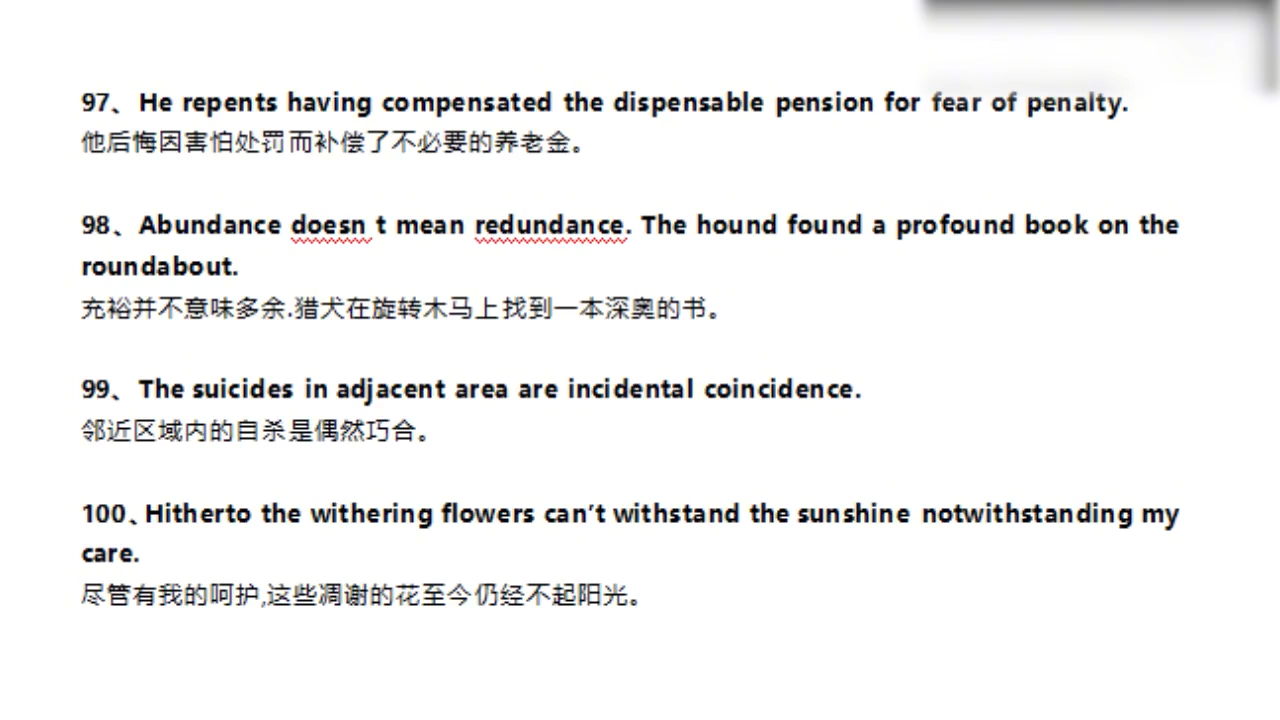 97、He repents having compensated the dispensable pension for fear of penalty.
他后悔因害怕处罚而补偿了不必要的养老金。
98、Abundance doesn t mean redundance. The hound found a profound book on the
roundabout.
充裕并不意味多余.猎犬在旋转木马上找到一本深奥的书。
99、The suicides in adjacent area are incidental coincidence.
邻近区域内的自杀是偶然巧合。
100、Hitherto the withering flowers can’t withstand the sunshine notwithstanding my
care.
尽管有我的呵护,这些凋谢的花至今仍经不起阳光。